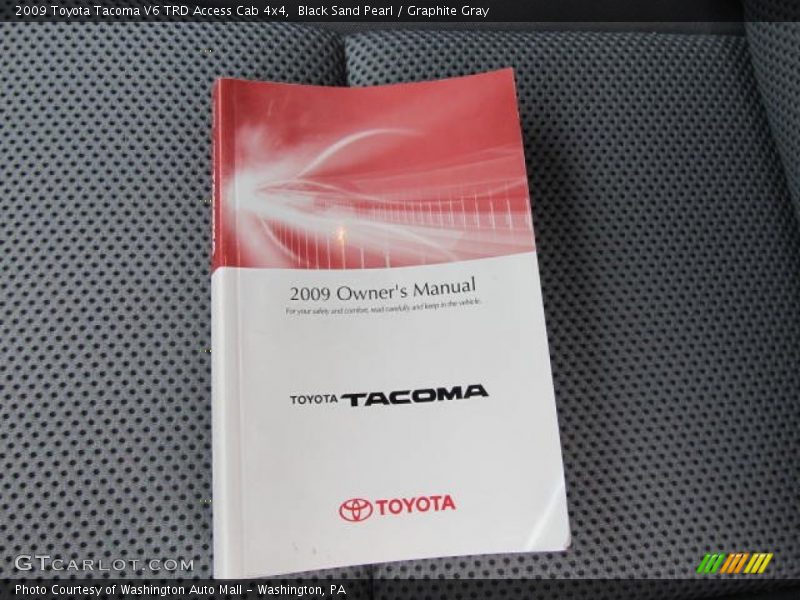 2009 Toyota Tacoma V6 TRD Access Cab 4x4,  Black Sand Pearl / Graphite Gray
2009 Owner's Manual
For your safety and comfort, read carefully and keep in the vehicle.
TOYOTA TACOMA
TOYOTA
GTCARLOT.COM
Photo Courtesy of Washington Auto Mall - Washington, PA